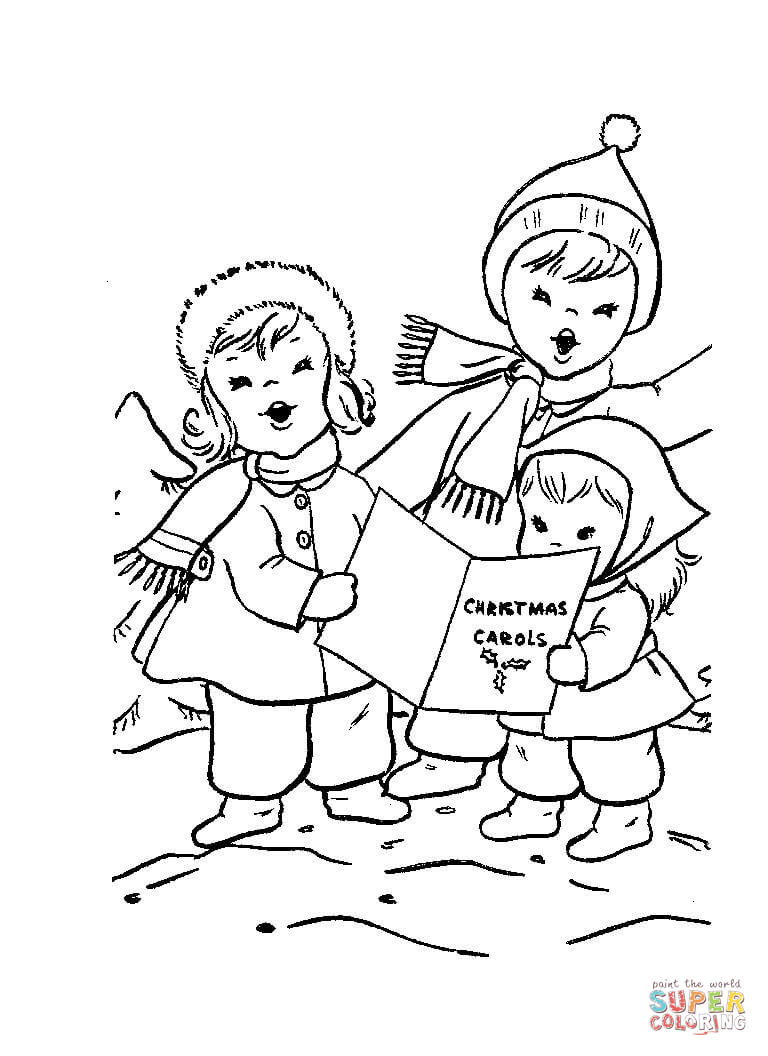 CHRISTMAS
CAROLS
paint the world
SUPER
COLORING